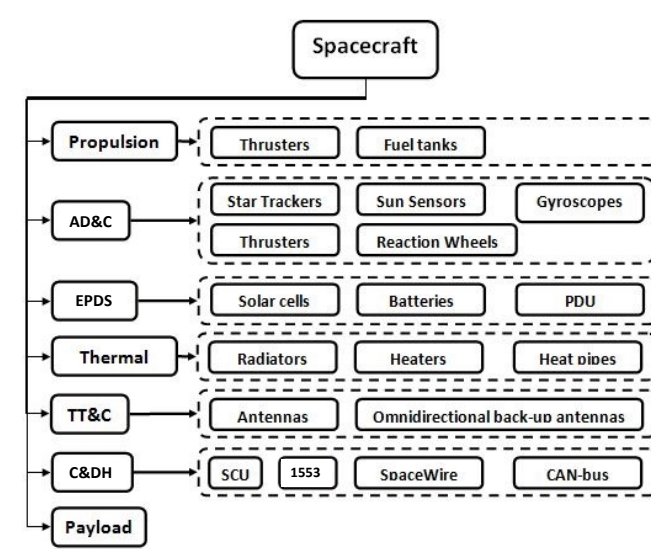 Spacecraft
Propulsion
Thrusters
Fuel tanks
AD&C
Star Trackers
Sun Sensors
Gyroscopes
Thrusters
Reaction Wheels
EPDS
Solar cells
Batteries
PDU
Thermal
Radiators
Heaters
Heat pipes
TT&C
Antennas
Omnidirectional back-up antennas
C&DH
SCU
1553
SpaceWire
CAN-bus
Payload